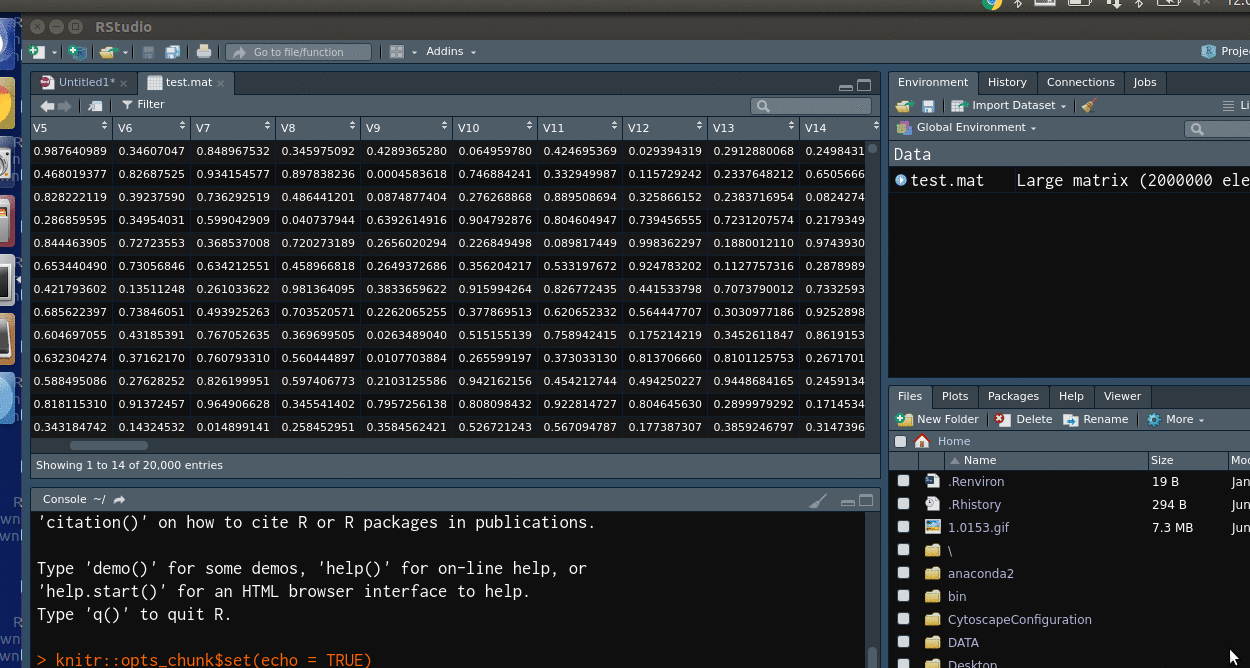 RStudio
Go to file/function
Addins
Proje
Untitled1*
test.mat
Filter
V5 V6 V7 V8 V9 V10 V11 V12 V13 V14
0.987640989 0.34607047 0.848967532 0.345975092 0.4289365280 0.064959780 0.424695369 0.029394319 0.2912880068 0.2498431
0.468019377 0.82687525 0.934154577 0.897838236 0.0004583618 0.746884241 0.332949987 0.115729242 0.2337648212 0.6505666
0.828222119 0.39237590 0.736292519 0.486441201 0.0874877404 0.276268868 0.889508694 0.325866152 0.2383716954 0.0824274
0.286859595 0.34954031 0.599042909 0.040737944 0.6392614916 0.904792876 0.804604947 0.739456555 0.7231207574 0.2179349
0.844463905 0.72723553 0.368537008 0.720273189 0.2656020294 0.226849498 0.089817449 0.998362297 0.1880012110 0.9743930
0.653440490 0.73056846 0.634212551 0.458966818 0.2649372686 0.356204217 0.533197672 0.924783202 0.1127757316 0.2878989
0.421793602 0.13511248 0.261033622 0.981364095 0.3833659622 0.915994264 0.826772435 0.441533798 0.7073790012 0.7332593
0.685622397 0.73846051 0.493925263 0.703520571 0.2262065255 0.377869513 0.620652332 0.564447707 0.3030977186 0.9252898
0.604697055 0.43185391 0.767052635 0.369699505 0.0263489040 0.515155139 0.758942415 0.175214219 0.3452611847 0.8619153
0.632304274 0.37162170 0.760793310 0.560444897 0.0107703884 0.265599197 0.373033130 0.813706660 0.8101125753 0.2671701
0.588495086 0.27628252 0.826199951 0.597406773 0.2103125586 0.942162156 0.454212744 0.494250227 0.9448684165 0.2459134
0.818115310 0.91372457 0.964906628 0.345541402 0.7957256138 0.808098432 0.922814727 0.804645630 0.2899979292 0.1714534
0.343184742 0.14324532 0.014899141 0.258452951 0.3584562421 0.526721243 0.567094787 0.177387307 0.3859246797 0.3147396
Showing 1 to 14 of 20,000 entries
Console ~/
'citation()' on how to cite R or R packages in publications.
Type 'demo()' for some demos, 'help()' for on-line help, or
'help.start()' for an HTML browser interface to help.
Type 'q()' to quit R.
> knitr::opts_chunk$set(echo = TRUE)
Environment History Connections Jobs
Import Dataset
Li
Global Environment
Data
test.mat Large matrix (2000000 ele
Files Plots Packages Help Viewer
New Folder Delete Rename More
Home
Name Size Mod
.Renviron 19 B Jan
.Rhistory 294 B Jun
1.0153.gif 7.3 MB Jun
\
anaconda2
bin
CytoscapeConfiguration
DATA
Desktop